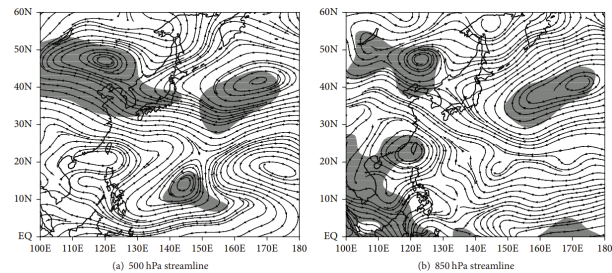 60N
50N
40N
30N
20N
10N
EQ
100E 110E 120E 130E 140E 150E 160E 170E 180
(a) 500 hPa streamline
60N
50N
40N
30N
20N
10N
EQ
100E 110E 120E 130E 140E 150E 160E 170E 180
(b) 850 hPa streamline